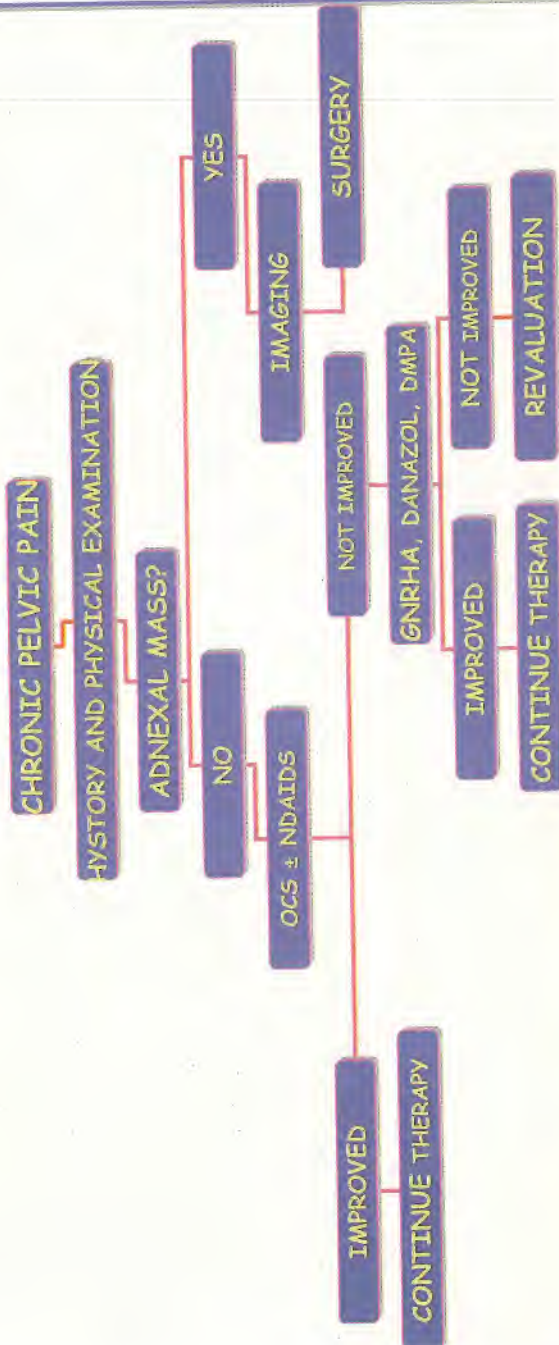 CHRONIC PELVIC PAIN
HYSTORY AND PHYSICAL EXAMINATION
ADNEXAL MASS?
NO
YES
OCS ± NDAIDS
IMAGING
SURGERY
IMPROVED
NOT IMPROVED
CONTINUE THERAPY
GNRHA, DANAZOL, DMPA
IMPROVED
NOT IMPROVED
CONTINUE THERAPY
REVALUATION